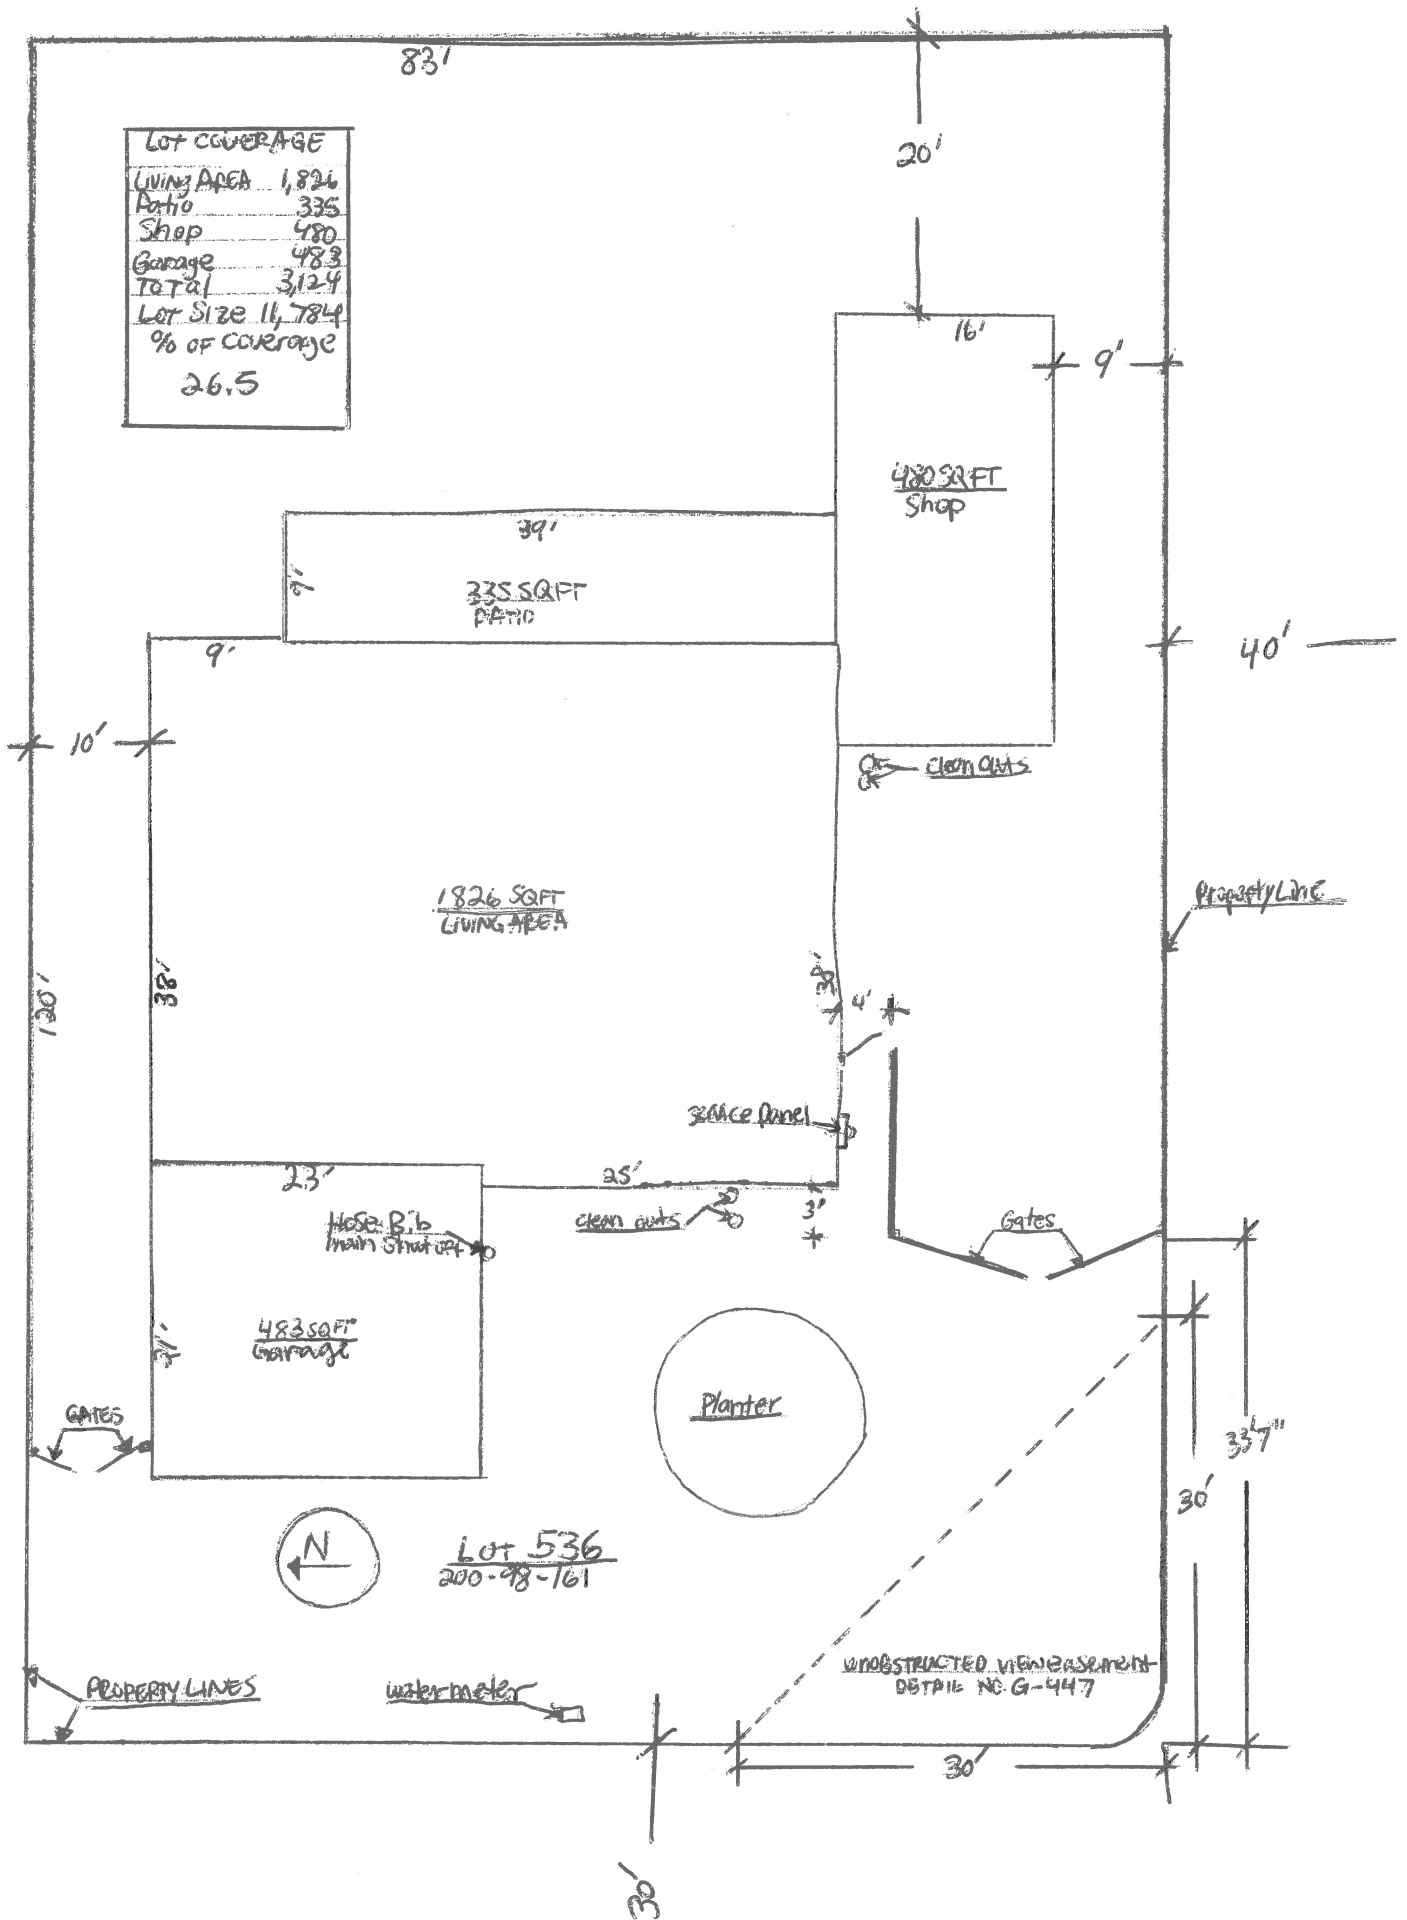 83'
20'
LOT COVERAGE
LIVING AREA 1,826
Patio 335
Shop 480
Garage 483
TOTAl 3,124
LOT SIZE 11,784
% OF coverage
26.5
16'
9'
480 SQFT
Shop
39'
9'
335 SQFT
PATIO
9'
40'
10'
clean outs
PropertyLine
1826 SQFT
LIVING AREA
38'
38'
120'
4'
service panel
23'
25'
3'
Hose Bib
main shut off
clean outs
Gates
483 SQFT
Garage
21'
Planter
GATES
33'7"
30'
N
LOT 536
200-98-161
UNOBSTRUCTED VIEW easement
DETAIL NO. G-447
PROPERTY LINES
water meter
30'
30'